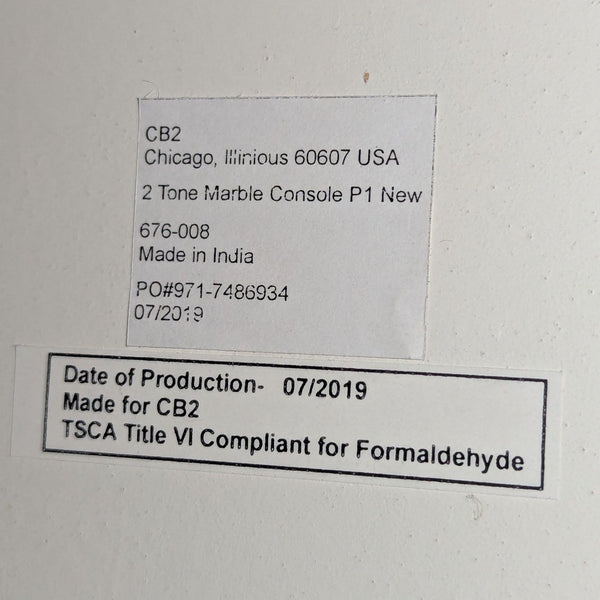 CB2
Chicago, Illinious 60607 USA
2 Tone Marble Console P1 New
676-008
Made in India
PO#971-7486934
07/2019
Date of Production- 07/2019
Made for CB2
TSCA Title VI Compliant for Formaldehyde